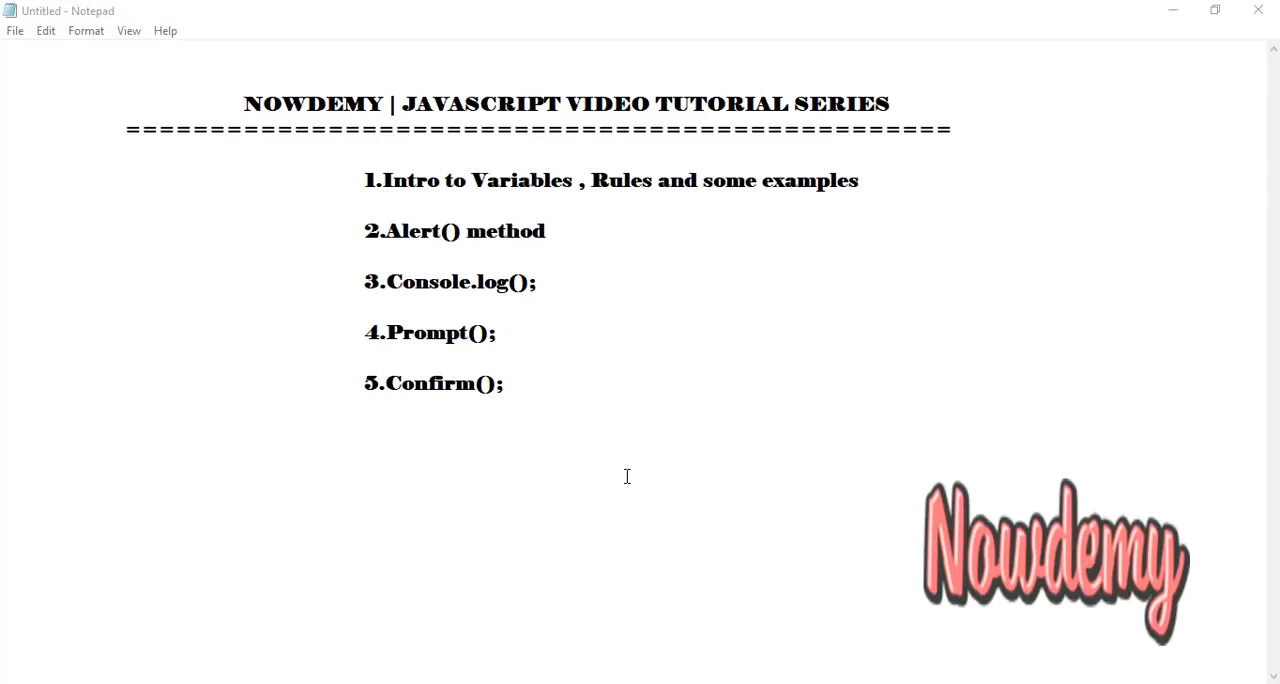 Untitled - Notepad
File Edit Format View Help
NOWDEMY | JAVASCRIPT VIDEO TUTORIAL SERIES
=================================================
1.Intro to Variables , Rules and some examples
2.Alert() method
3.Console.log();
4.Prompt();
5.Confirm();
Nowdemy